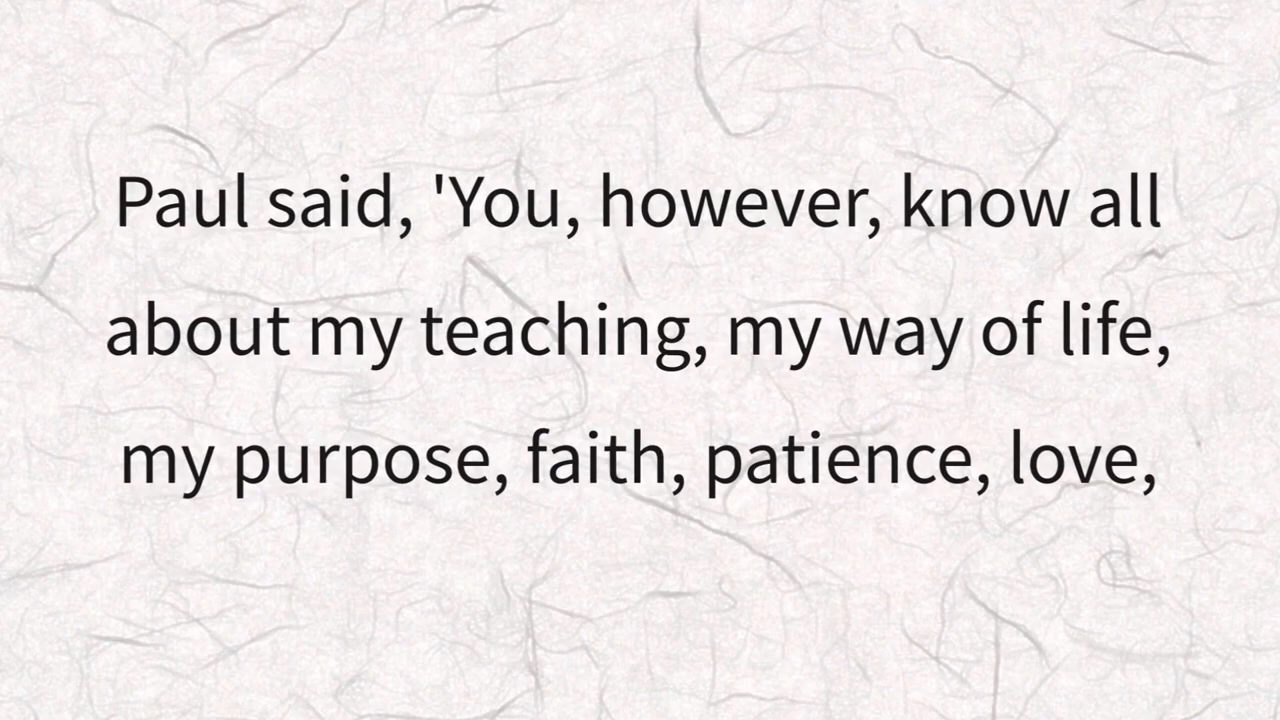 Paul said, 'You, however, know all
about my teaching, my way of life,
my purpose, faith, patience, love,